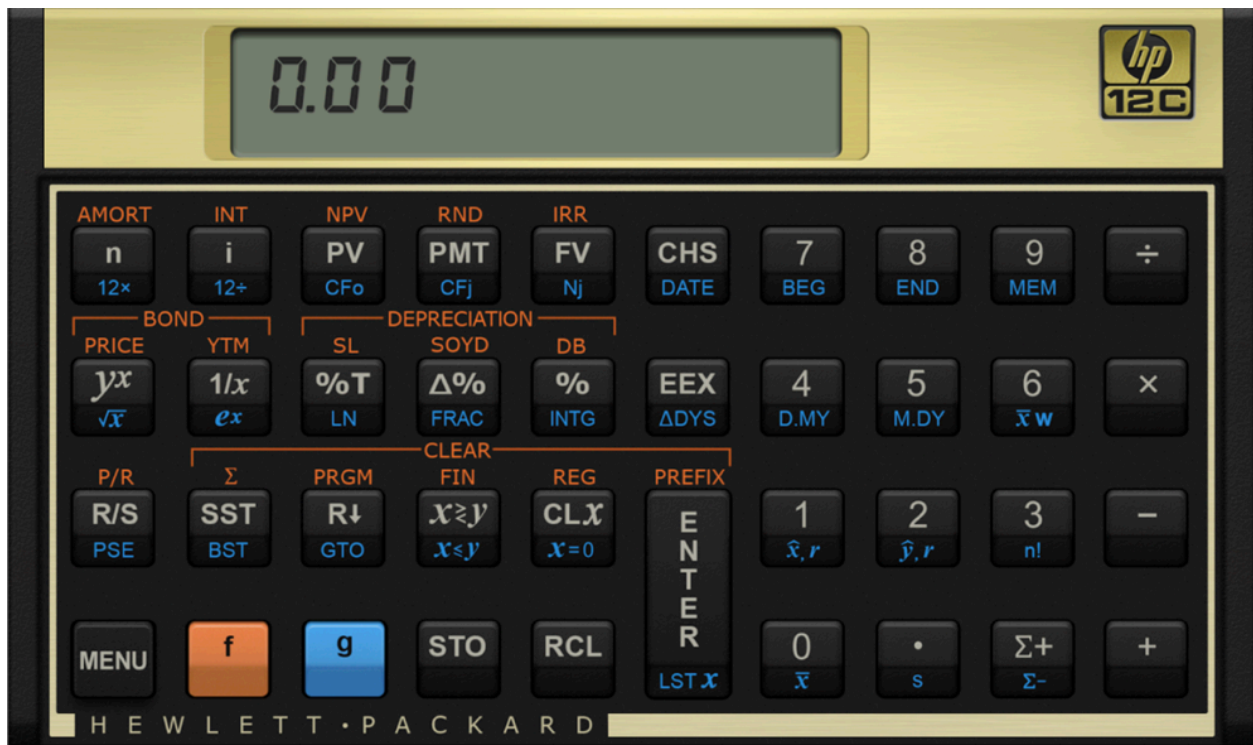 0.00
hp
12C
AMORT INT NPV RND IRR
n i PV PMT FV CHS 7 8 9 ÷
12× 12÷ CFo CFj Nj DATE BEG END MEM
BOND DEPRECIATION
PRICE YTM SL SOYD DB
yx 1/x %T Δ% % EEX 4 5 6 ×
√x ex LN FRAC INTG ΔDYS D.MY M.DY x̄ w
CLEAR
P/R Σ PRGM FIN REG PREFIX
R/S SST R↓ x≷y CLx ENTER 1 2 3 −
PSE BST GTO x≤y x=0 x̂,r ŷ,r n!
MENU f g STO RCL 0 · Σ+ +
LST x x̄ s Σ−
HEWLETT·PACKARD